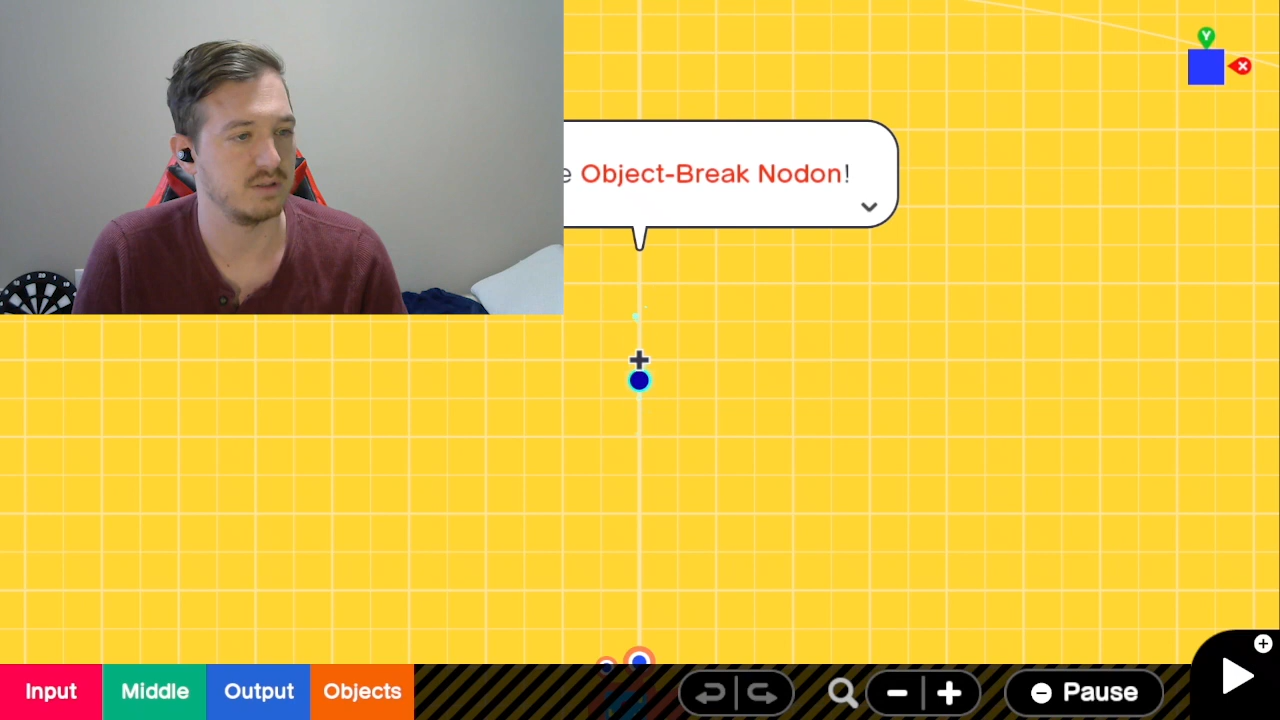 Y
X
Object-Break Nodon!
Input
Middle
Output
Objects
Pause